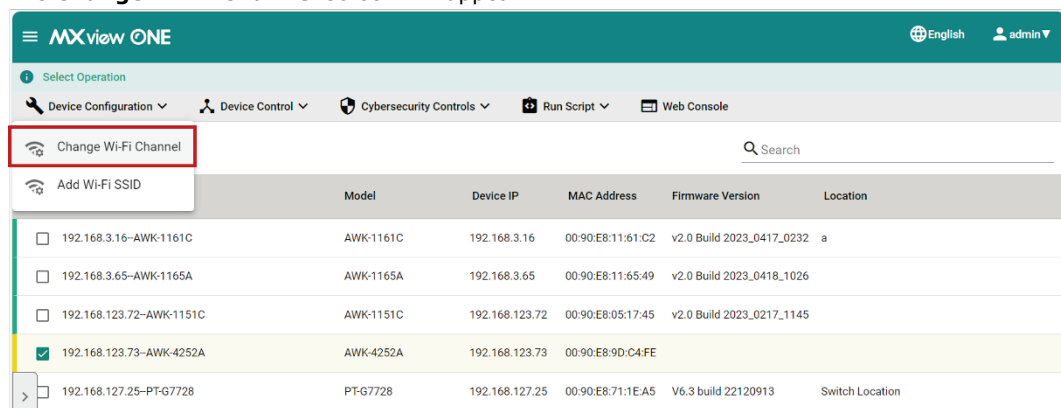 MXview ONE
English
admin
Select Operation
Device Configuration
Device Control
Cybersecurity Controls
Run Script
Web Console
Change Wi-Fi Channel
Search
Add Wi-Fi SSID
Model Device IP MAC Address Firmware Version Location
192.168.3.16--AWK-1161C AWK-1161C 192.168.3.16 00:90:E8:11:61:C2 v2.0 Build 2023_0417_0232 a
192.168.3.65--AWK-1165A AWK-1165A 192.168.3.65 00:90:E8:11:65:49 v2.0 Build 2023_0418_1026
192.168.123.72--AWK-1151C AWK-1151C 192.168.123.72 00:90:E8:05:17:45 v2.0 Build 2023_0217_1145
192.168.123.73--AWK-4252A AWK-4252A 192.168.123.73 00:90:E8:9D:C4:FE
192.168.127.25--PT-G7728 PT-G7728 192.168.127.25 00:90:E8:71:1E:A5 V6.3 build 22120913 Switch Location